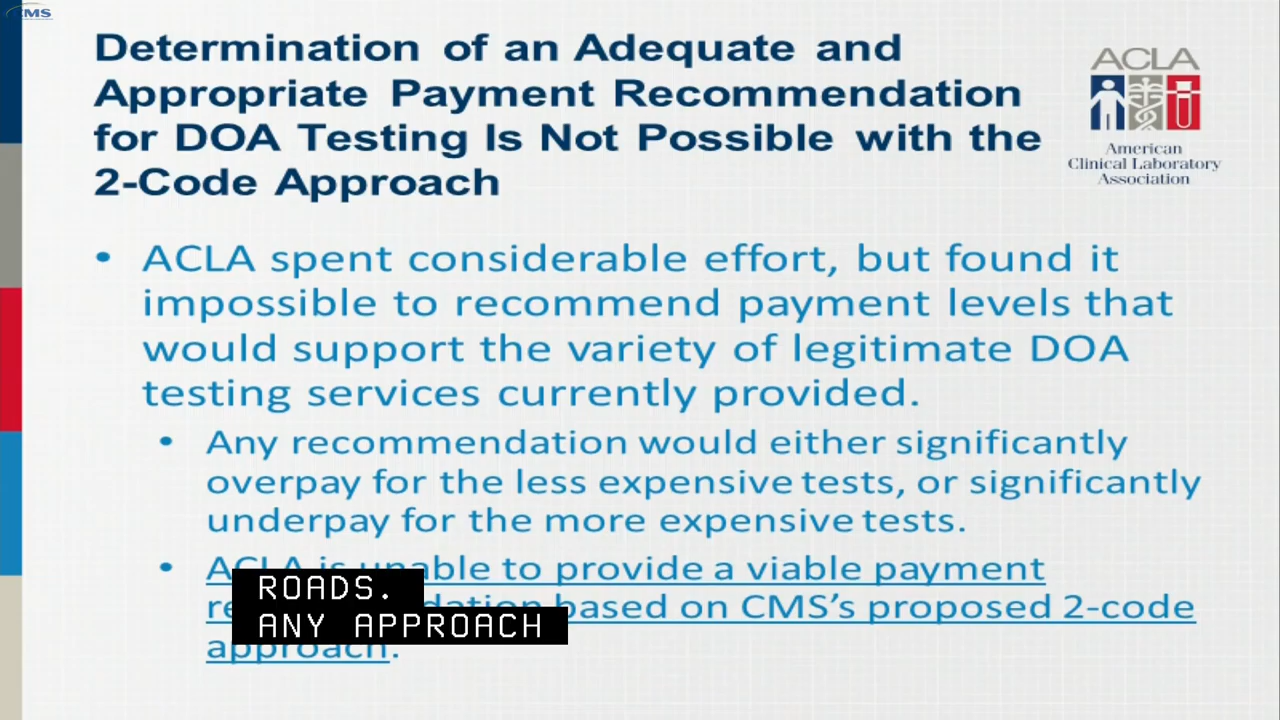 CMS
Determination of an Adequate and
Appropriate Payment Recommendation
for DOA Testing Is Not Possible with the
2-Code Approach
ACLA
American
Clinical Laboratory
Association
• ACLA spent considerable effort, but found it
impossible to recommend payment levels that
would support the variety of legitimate DOA
testing services currently provided.
• Any recommendation would either significantly
overpay for the less expensive tests, or significantly
underpay for the more expensive tests.
• ACLA is unable to provide a viable payment
based on CMS's proposed 2-code
approach.
ROADS.
ANY APPROACH